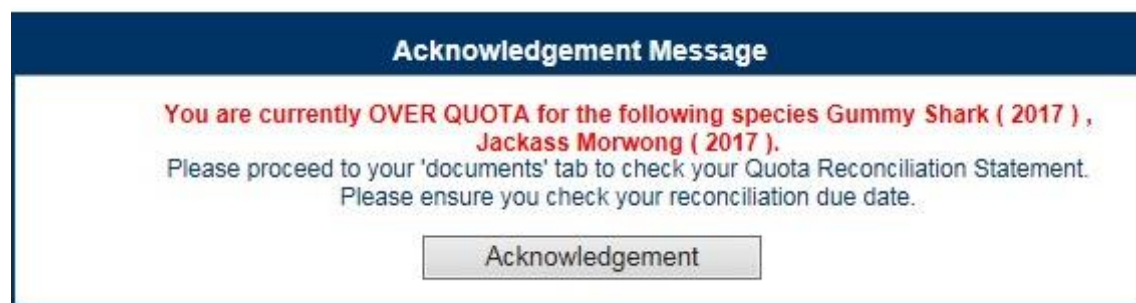 Acknowledgement Message
You are currently OVER QUOTA for the following species Gummy Shark ( 2017 ) ,
Jackass Morwong ( 2017 ).
Please proceed to your 'documents' tab to check your Quota Reconciliation Statement.
Please ensure you check your reconciliation due date.
Acknowledgement